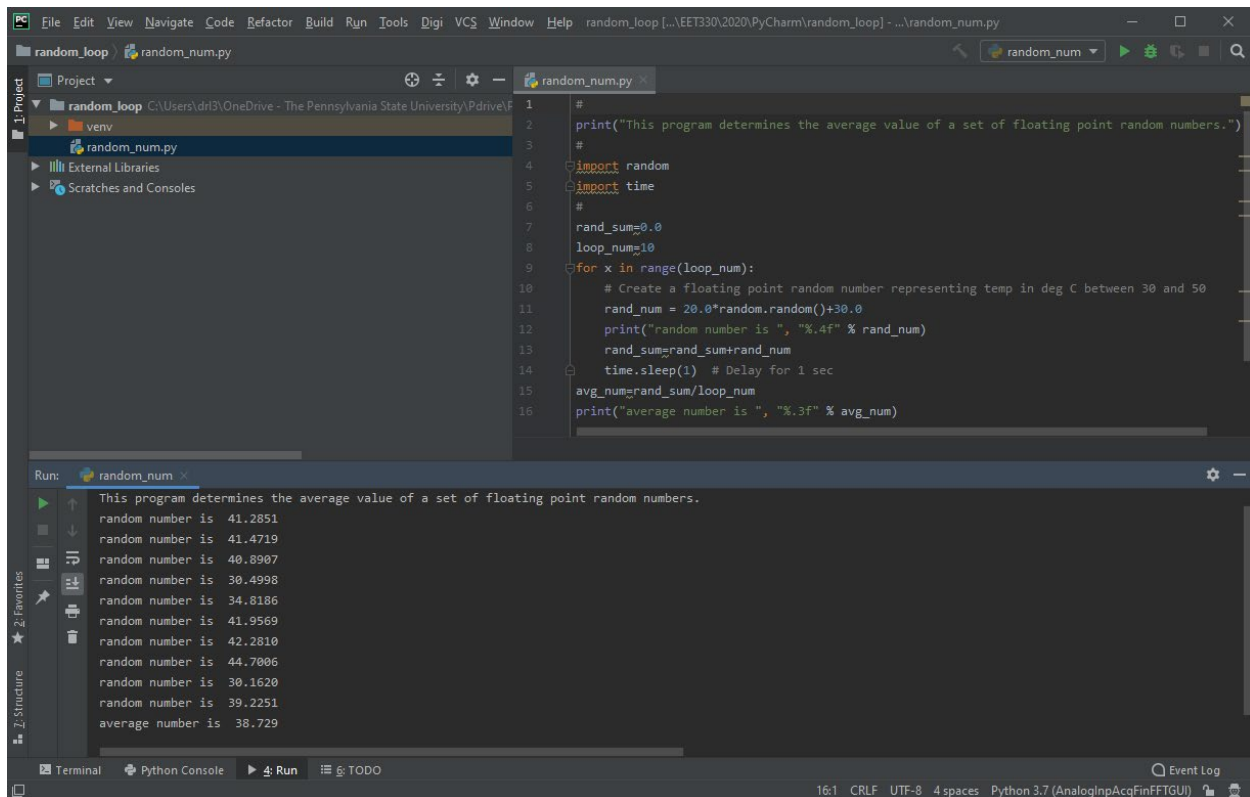 PC File Edit View Navigate Code Refactor Build Run Tools Digi VCS Window Help random_loop [...\EET330\2020\PyCharm\random_loop] - ...\random_num.py
random_loop random_num.py
random_num
1: Project
Project
random_num.py
random_loop C:\Users\drl3\OneDrive - The Pennsylvania State University\Pdrive\
venv
random_num.py
External Libraries
Scratches and Consoles
1 #
2 print("This program determines the average value of a set of floating point random numbers.")
3 #
4 import random
5 import time
6 #
7 rand_sum=0.0
8 loop_num=10
9 for x in range(loop_num):
10 # Create a floating point random number representing temp in deg C between 30 and 50
11 rand_num = 20.0*random.random()+30.0
12 print("random number is ", "%.4f" % rand_num)
13 rand_sum=rand_sum+rand_num
14 time.sleep(1) # Delay for 1 sec
15 avg_num=rand_sum/loop_num
16 print("average number is ", "%.3f" % avg_num)
Run: random_num
This program determines the average value of a set of floating point random numbers.
random number is 41.2851
random number is 41.4719
random number is 40.8907
random number is 30.4998
random number is 34.8186
random number is 41.9569
random number is 42.2810
random number is 44.7006
random number is 30.1620
random number is 39.2251
average number is 38.729
2: Favorites
7: Structure
Terminal Python Console 4: Run 6: TODO
Event Log
16:1 CRLF UTF-8 4 spaces Python 3.7 (AnalogInpAcqFinFFTGUI)